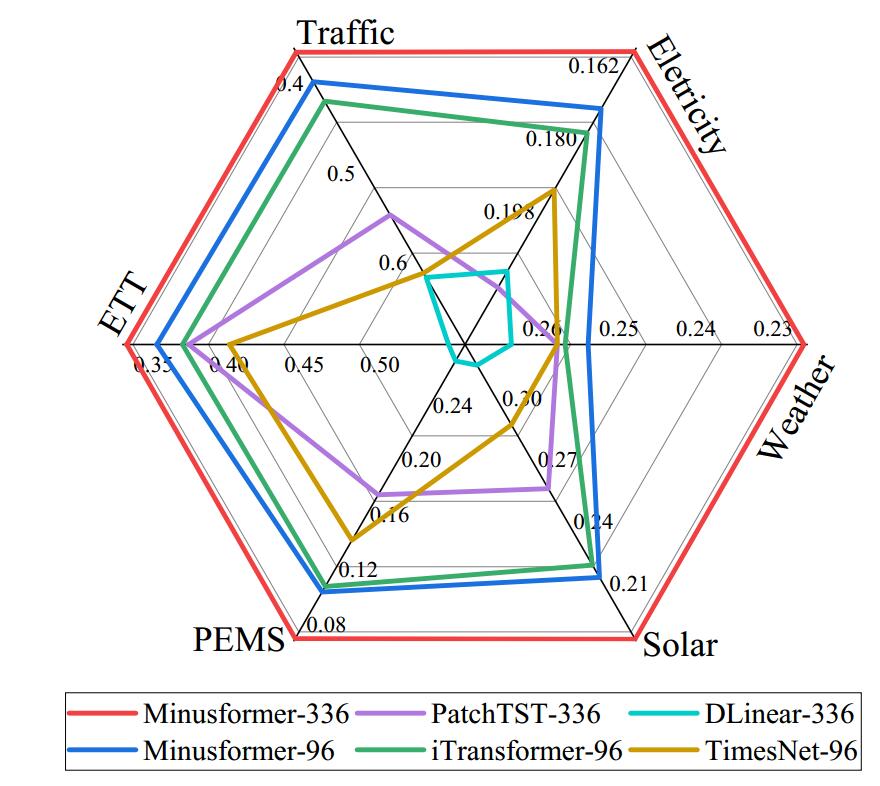 Traffic
Eletricity
0.162
0.4
0.180
0.5
0.198
0.6
ETT
0.26
0.25
0.24
0.23
0.35
0.40
0.45
0.50
Weather
0.24
0.30
0.20
0.27
0.16
0.24
0.12
0.21
0.08
PEMS
Solar
Minusformer-336 PatchTST-336 DLinear-336
Minusformer-96 iTransformer-96 TimesNet-96